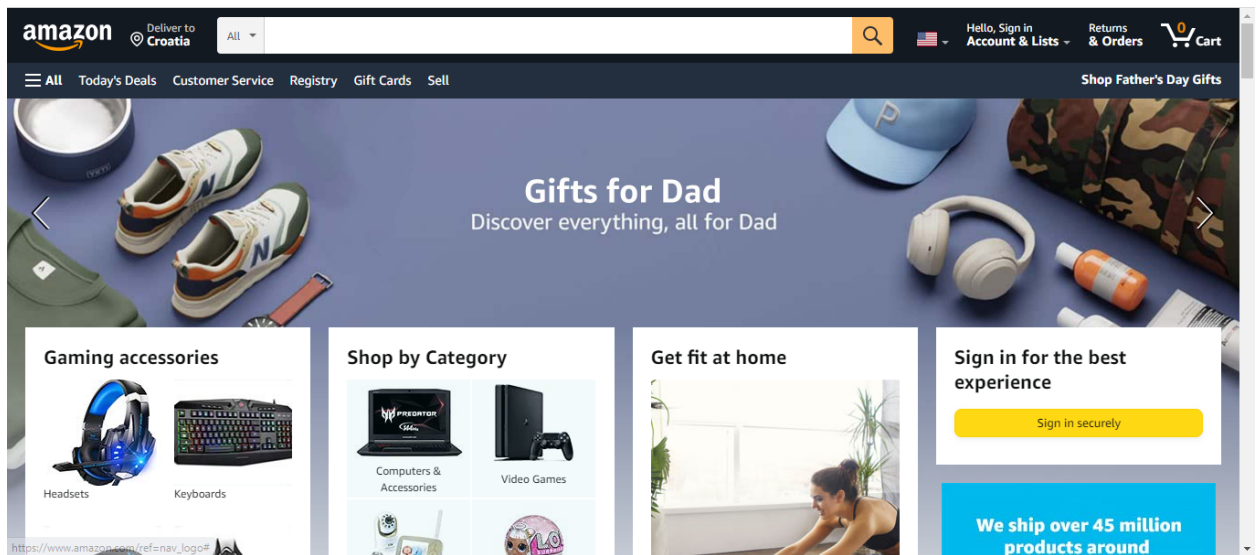 amazon
Deliver to
Croatia
All
Hello, Sign in
Account & Lists
Returns
& Orders
0
Cart
All
Today's Deals
Customer Service
Registry
Gift Cards
Sell
Shop Father's Day Gifts
YETI
P
N
N
Gifts for Dad
Discover everything, all for Dad
Gaming accessories
Headsets
Keyboards
Shop by Category
PREDATOR
Computers &
Accessories
Video Games
Get fit at home
Sign in for the best
experience
Sign in securely
We ship over 45 million
products around
https://www.amazon.com/ref=nav_logo#